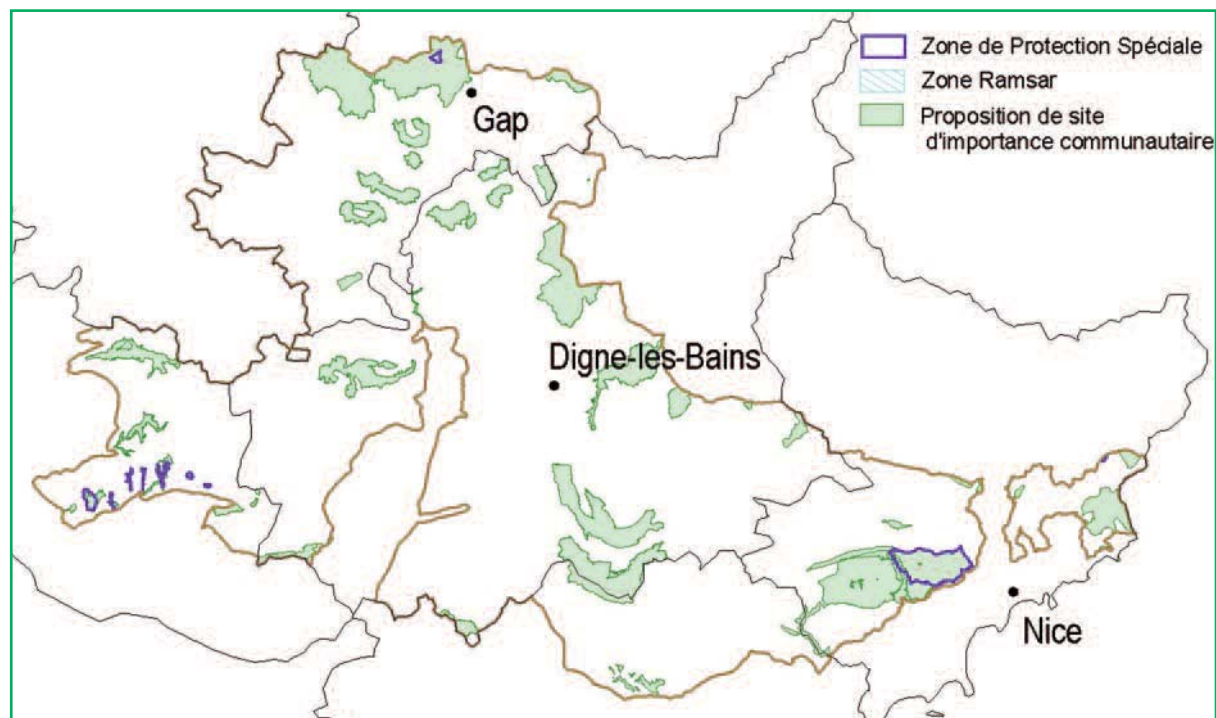 Zone de Protection Spéciale
Zone Ramsar
Proposition de site
d'importance communautaire
Gap
Digne-les-Bains
Nice